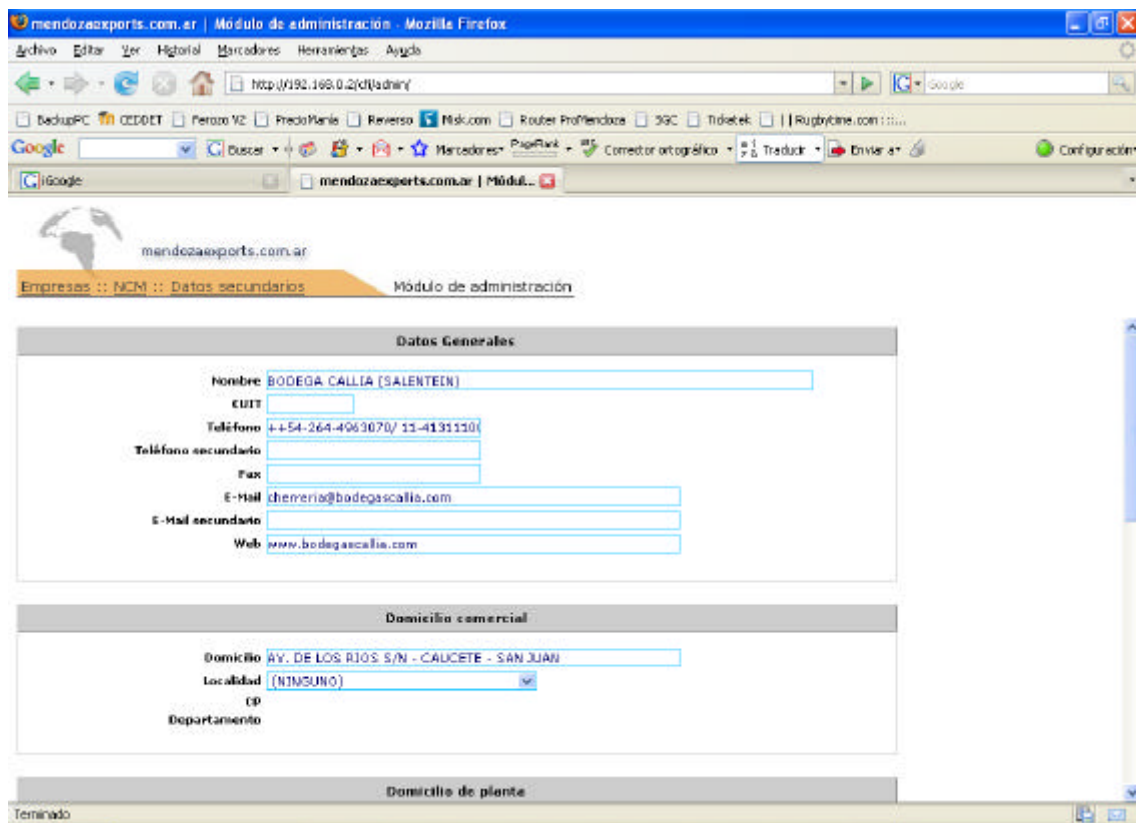 mendozaexports.com.ar | Módulo de administración - Mozilla Firefox
Archivo Editar Ver Historial Marcadores Herramientas Ayuda
http://192.168.0.2/cfi/admin/ Google
BackupPC CEDDET Perozo V2 PrecioMania Reverso Misk.com Router ProMendoza SGC Ticketek ||Rugbytime.com ::...
Google Buscar Marcadores PageRank Corrector ortográfico Traducir Enviar a Configuración
iGoogle mendozaexports.com.ar | Módul...
mendozaexports.com.ar
Empresas :: NCM :: Datos secundarios Módulo de administración
Datos Generales
Nombre BODEGA CALLIA (SALENTEIN)
CUIT
Teléfono ++54-264-4963070/ 11-4131110
Teléfono secundario
Fax
E-Mail cherreria@bodegascallia.com
E-Mail secundario
Web www.bodegascallia.com
Domicilio comercial
Domicilio AV. DE LOS RIOS S/N - CAUCETE - SAN JUAN
Localidad (NINGUNO)
CP
Departamento
Domicilio de planta
Terminado